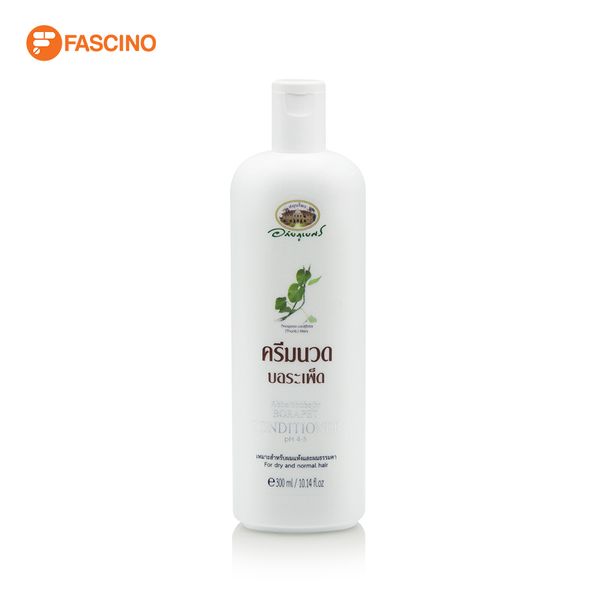 FASCINO
อภัยภูเบศร
ครีมนวด
บอระเพ็ด
Abhaibhubejhr
BORAPET
CONDITIONER
pH 4-5
เหมาะสำหรับผมแห้งและผมธรรมดา
For dry and normal hair
℮300 ml / 10.14 fl.oz